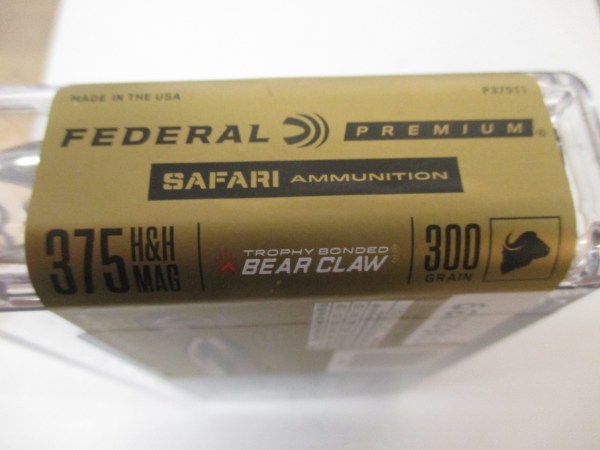 MADE IN THE USA P375T1
FEDERAL PREMIUM®
SAFARI AMMUNITION
375 H&H MAG
TROPHY BONDED
BEAR CLAW
300 GRAIN